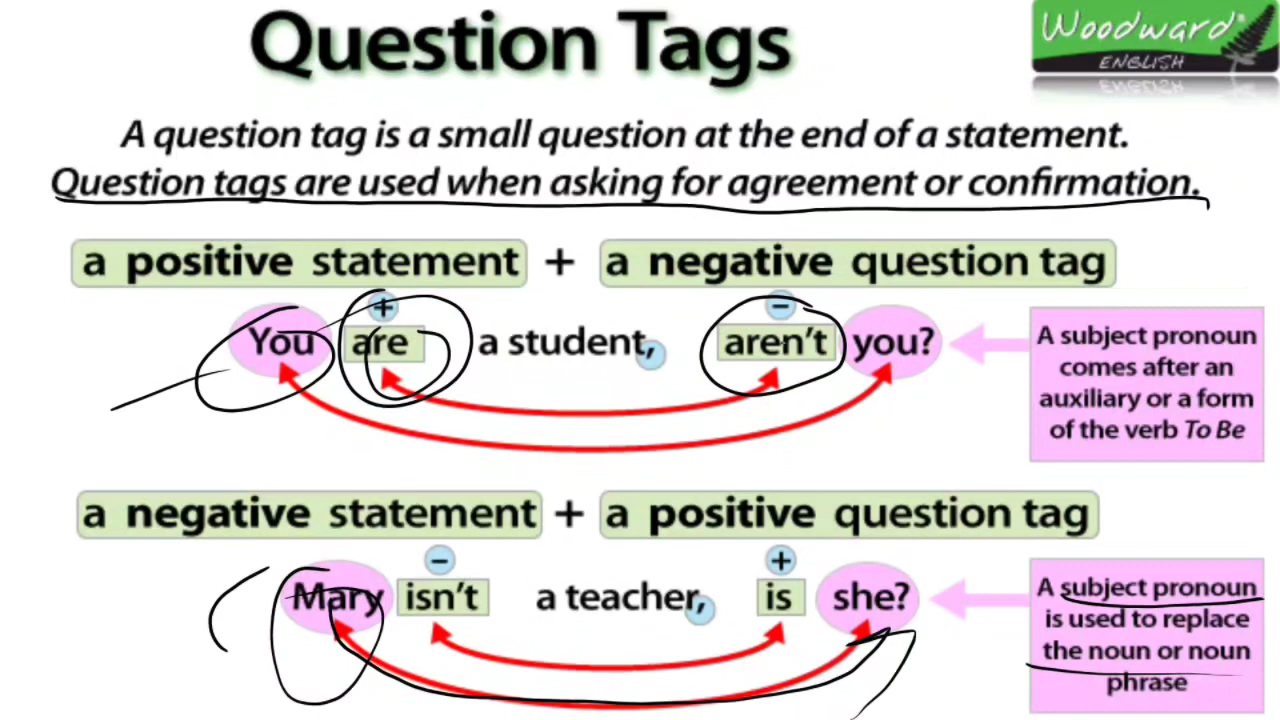 Question Tags
Woodward®
ENGLISH
A question tag is a small question at the end of a statement.
Question tags are used when asking for agreement or confirmation.
a positive statement + a negative question tag
+ −
You are a student, aren't you?
A subject pronoun
comes after an
auxiliary or a form
of the verb To Be
a negative statement + a positive question tag
− +
Mary isn't a teacher, is she?
A subject pronoun
is used to replace
the noun or noun
phrase